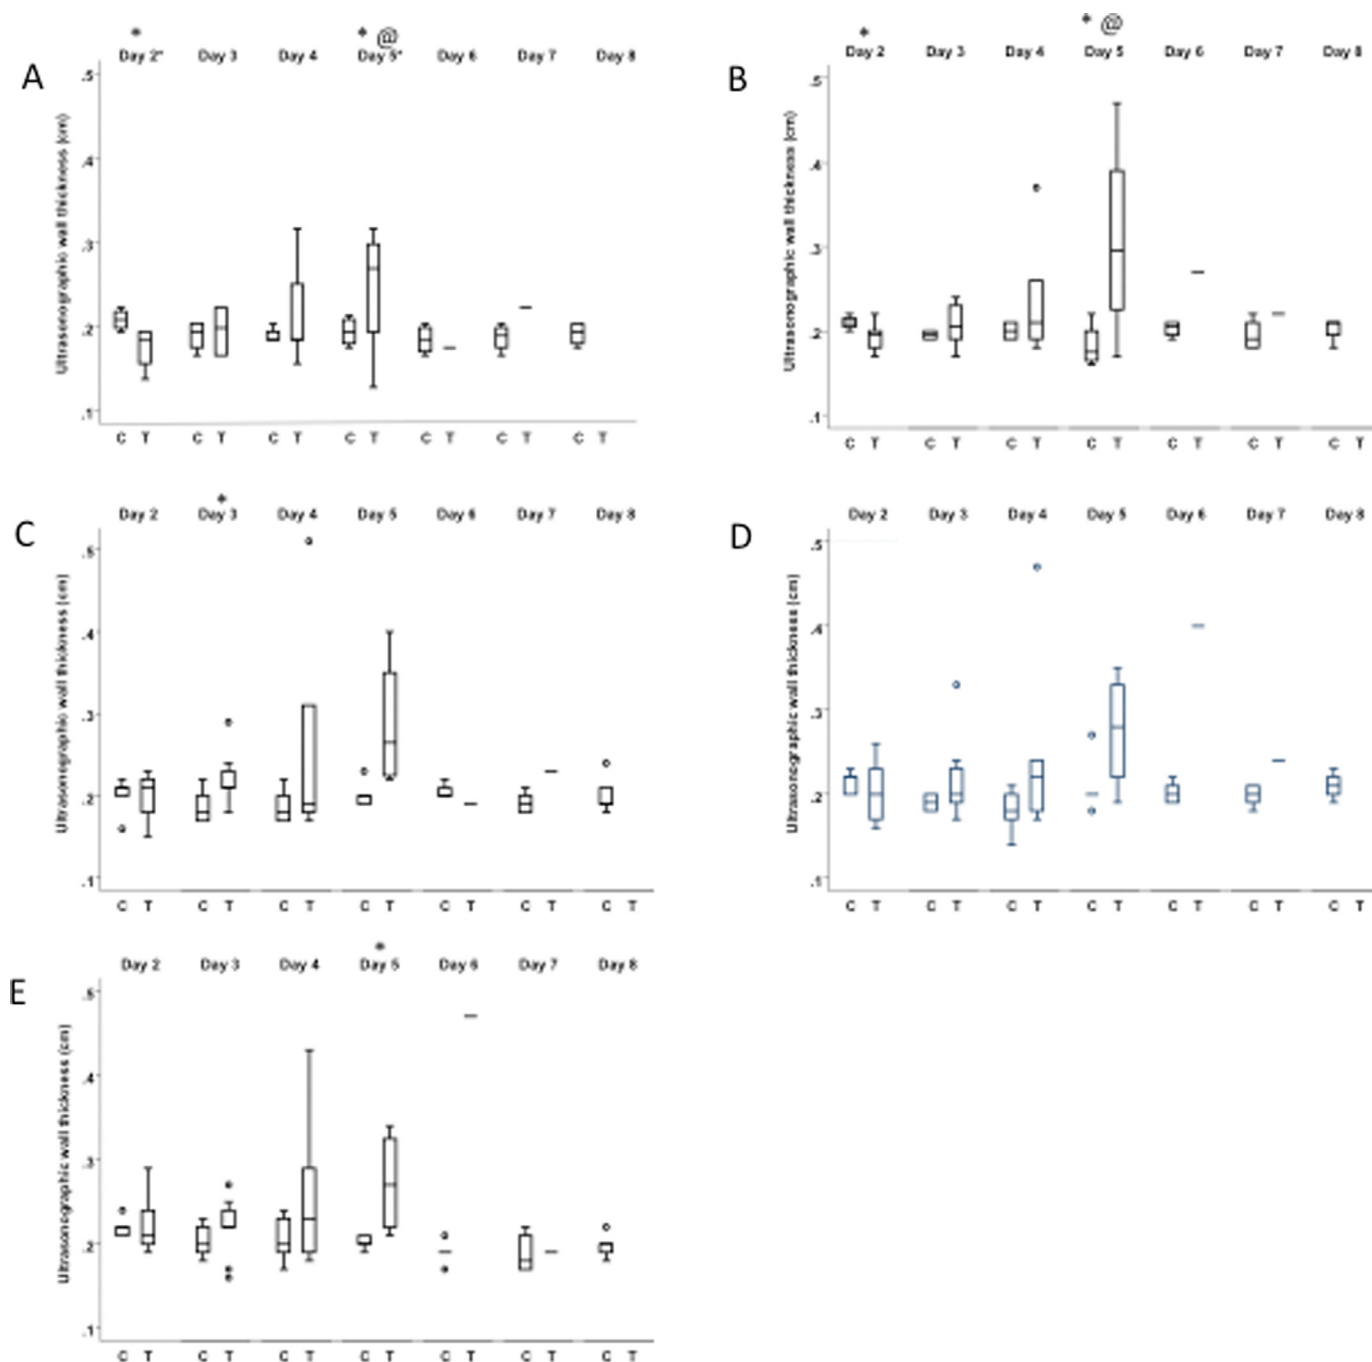 * * @
Day 2* Day 3 Day 4 Day 5* Day 6 Day 7 Day 8
A
Ultrasonographic wall thickness (cm)
.5
.4
.3
.2
.1
C T C T C T C T C T C T C T
* * @
Day 2 Day 3 Day 4 Day 5 Day 6 Day 7 Day 8
B
Ultrasonographic wall thickness (cm)
.5
.4
.3
.2
.1
C T C T C T C T C T C T C T
*
Day 2 Day 3 Day 4 Day 5 Day 6 Day 7 Day 8
C
Ultrasonographic wall thickness (cm)
.5
.4
.3
.2
.1
C T C T C T C T C T C T C T
Day 2 Day 3 Day 4 Day 5 Day 6 Day 7 Day 8
D
Ultrasonographic wall thickness (cm)
.5
.4
.3
.2
.1
C T C T C T C T C T C T C T
*
Day 2 Day 3 Day 4 Day 5 Day 6 Day 7 Day 8
E
Ultrasonographic wall thickness (cm)
.5
.4
.3
.2
.1
C T C T C T C T C T C T C T